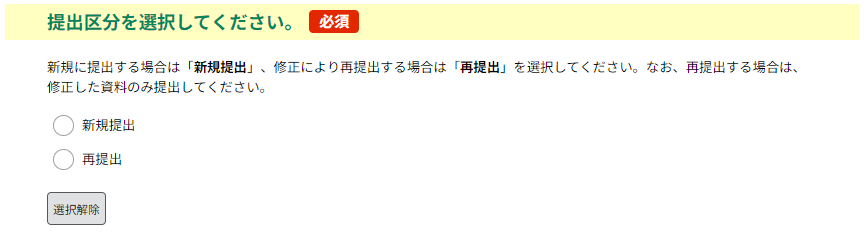 提出区分を選択してください。 必須
新規に提出する場合は「新規提出」、修正により再提出する場合は「再提出」を選択してください。なお、再提出する場合は、
修正した資料のみ提出してください。
新規提出
再提出
選択解除